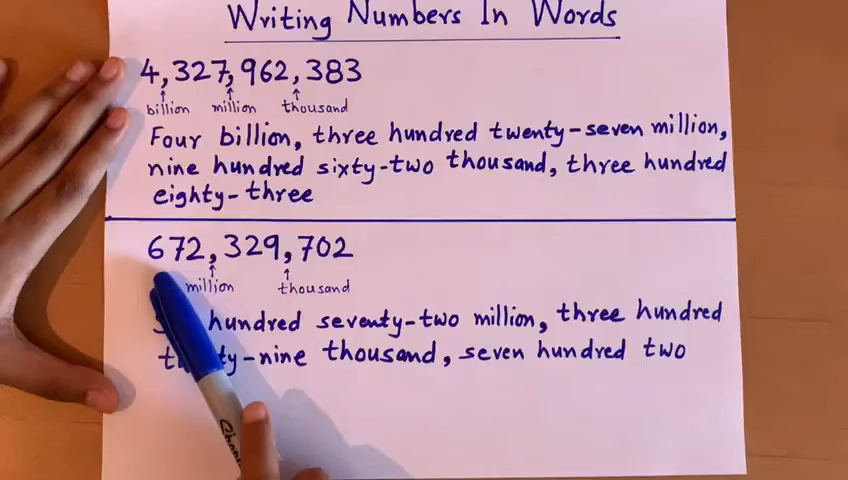 Writing Numbers In Words
4,327,962,383
↑ ↑ ↑
billion million thousand
Four billion, three hundred twenty-seven million,
nine hundred sixty-two thousand, three hundred
eighty-three
672,329,702
↑ ↑
million thousand
hundred seventy-two million, three hundred
-nine thousand, seven hundred two